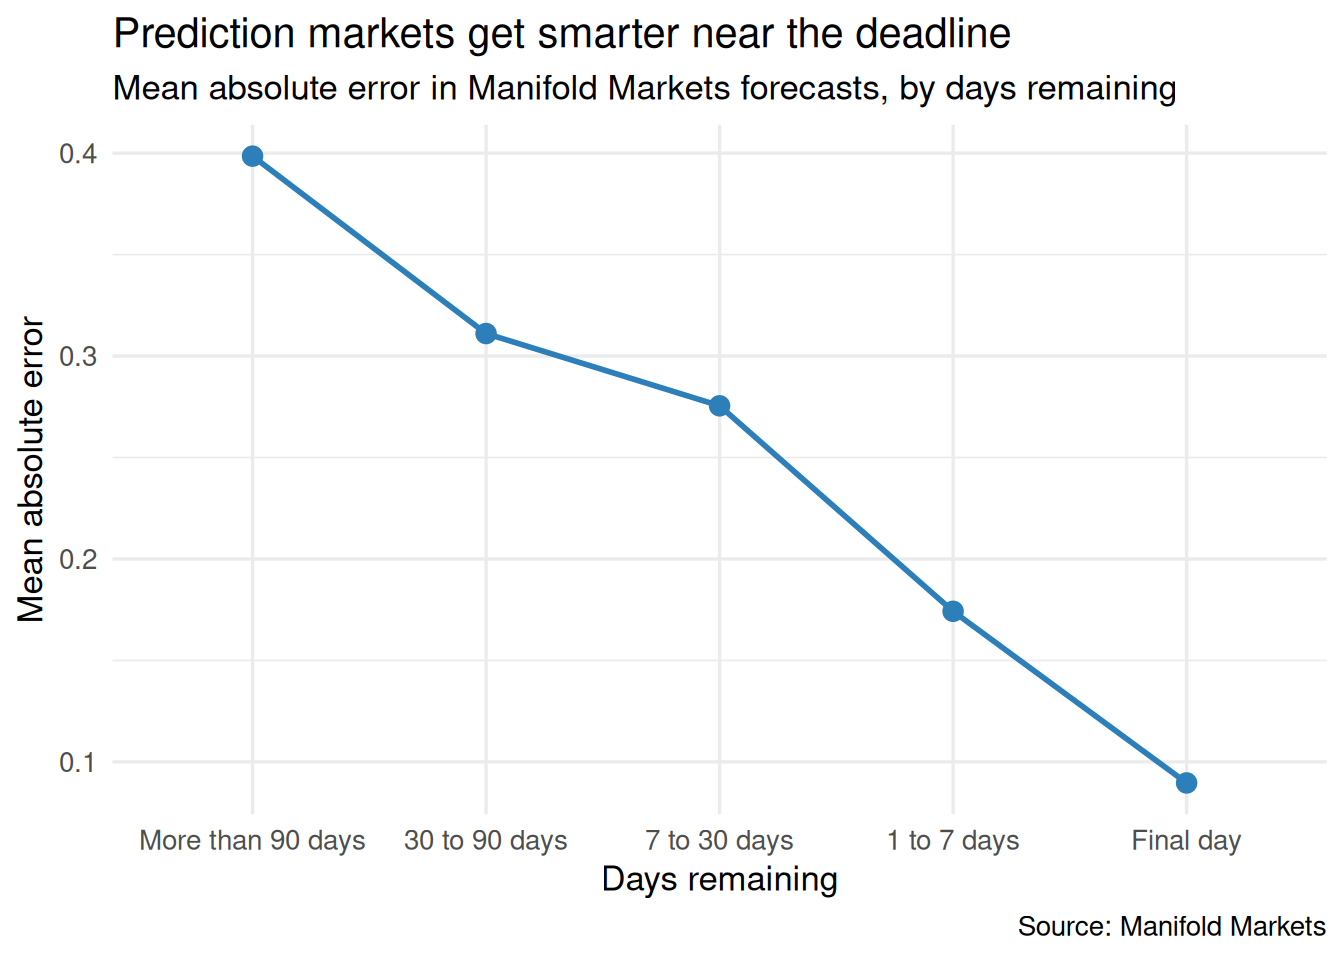 Prediction markets get smarter near the deadline
Mean absolute error in Manifold Markets forecasts, by days remaining
Mean absolute error
0.4
0.3
0.2
0.1
More than 90 days
30 to 90 days
7 to 30 days
1 to 7 days
Final day
Days remaining
Source: Manifold Markets